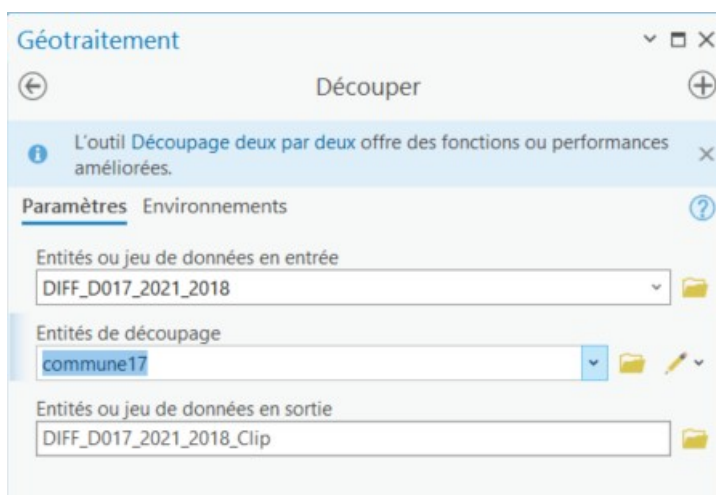 Géotraitement
Découper
L'outil Découpage deux par deux offre des fonctions ou performances
améliorées.
Paramètres Environnements
Entités ou jeu de données en entrée
DIFF_D017_2021_2018
Entités de découpage
commune17
Entités ou jeu de données en sortie
DIFF_D017_2021_2018_Clip